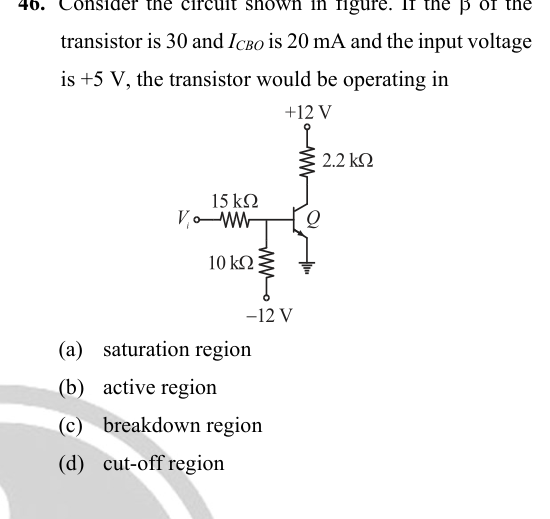 46. Consider the circuit shown in figure. If the β of the
transistor is 30 and I_CBO is 20 mA and the input voltage
is +5 V, the transistor would be operating in
+12 V
2.2 kΩ
15 kΩ
V_i
Q
10 kΩ
−12 V
(a) saturation region
(b) active region
(c) breakdown region
(d) cut-off region